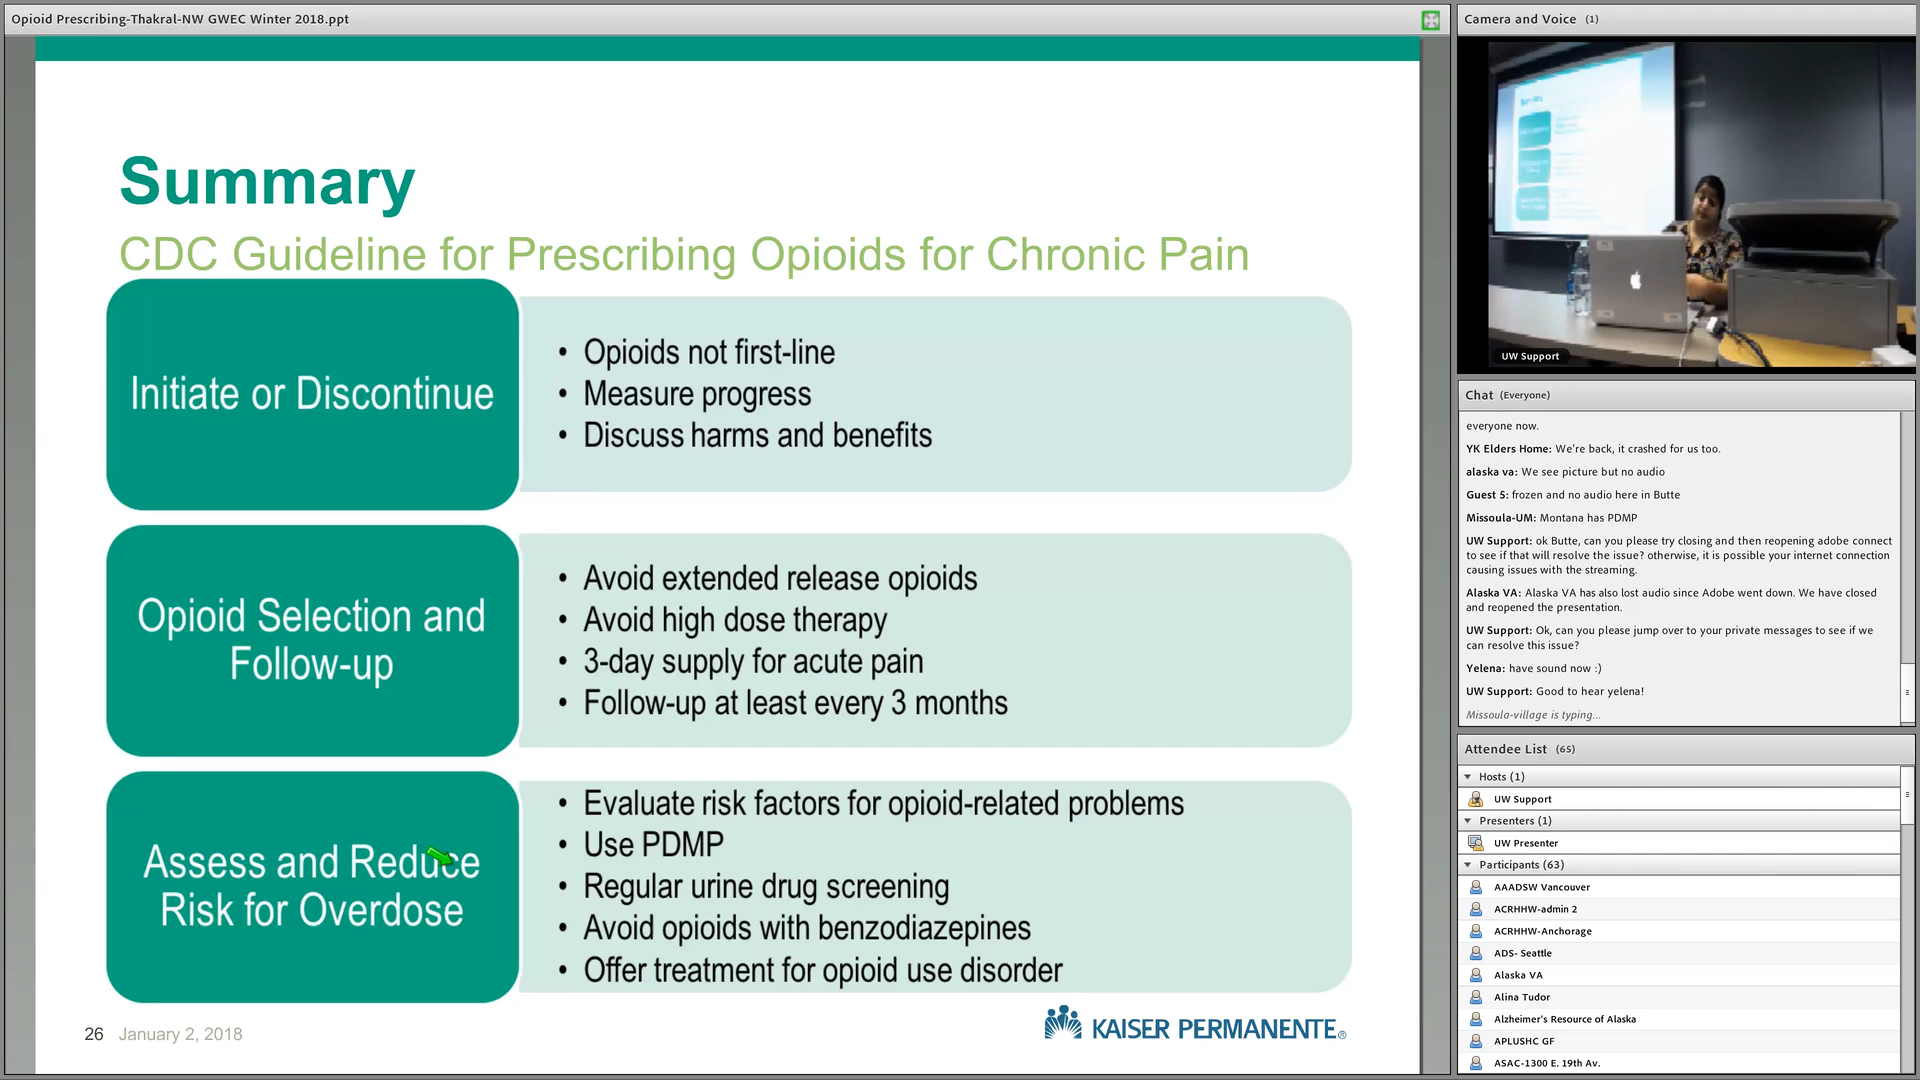 Opioid Prescribing-Thakral-NW GWEC Winter 2018.ppt
Summary
CDC Guideline for Prescribing Opioids for Chronic Pain
Initiate or Discontinue
• Opioids not first-line
• Measure progress
• Discuss harms and benefits
Opioid Selection and
Follow-up
• Avoid extended release opioids
• Avoid high dose therapy
• 3-day supply for acute pain
• Follow-up at least every 3 months
Assess and Reduce
Risk for Overdose
• Evaluate risk factors for opioid-related problems
• Use PDMP
• Regular urine drug screening
• Avoid opioids with benzodiazepines
• Offer treatment for opioid use disorder
26 January 2, 2018
KAISER PERMANENTE®
Camera and Voice (1)
Summary
UW Support
Chat (Everyone)
everyone now.
YK Elders Home: We're back, it crashed for us too.
alaska va: We see picture but no audio
Guest 5: frozen and no audio here in Butte
Missoula-UM: Montana has PDMP
UW Support: ok Butte, can you please try closing and then reopening adobe connect
to see if that will resolve the issue? otherwise, it is possible your internet connection
causing issues with the streaming.
Alaska VA: Alaska VA has also lost audio since Adobe went down. We have closed
and reopened the presentation.
UW Support: Ok, can you please jump over to your private messages to see if we
can resolve this issue?
Yelena: have sound now :)
UW Support: Good to hear yelena!
Missoula-village is typing...
Attendee List (65)
Hosts (1)
UW Support
Presenters (1)
UW Presenter
Participants (63)
AAADSW Vancouver
ACRHHW-admin 2
ACRHHW-Anchorage
ADS- Seattle
Alaska VA
Alina Tudor
Alzheimer's Resource of Alaska
APLUSHC GF
ASAC-1300 E. 19th Av.